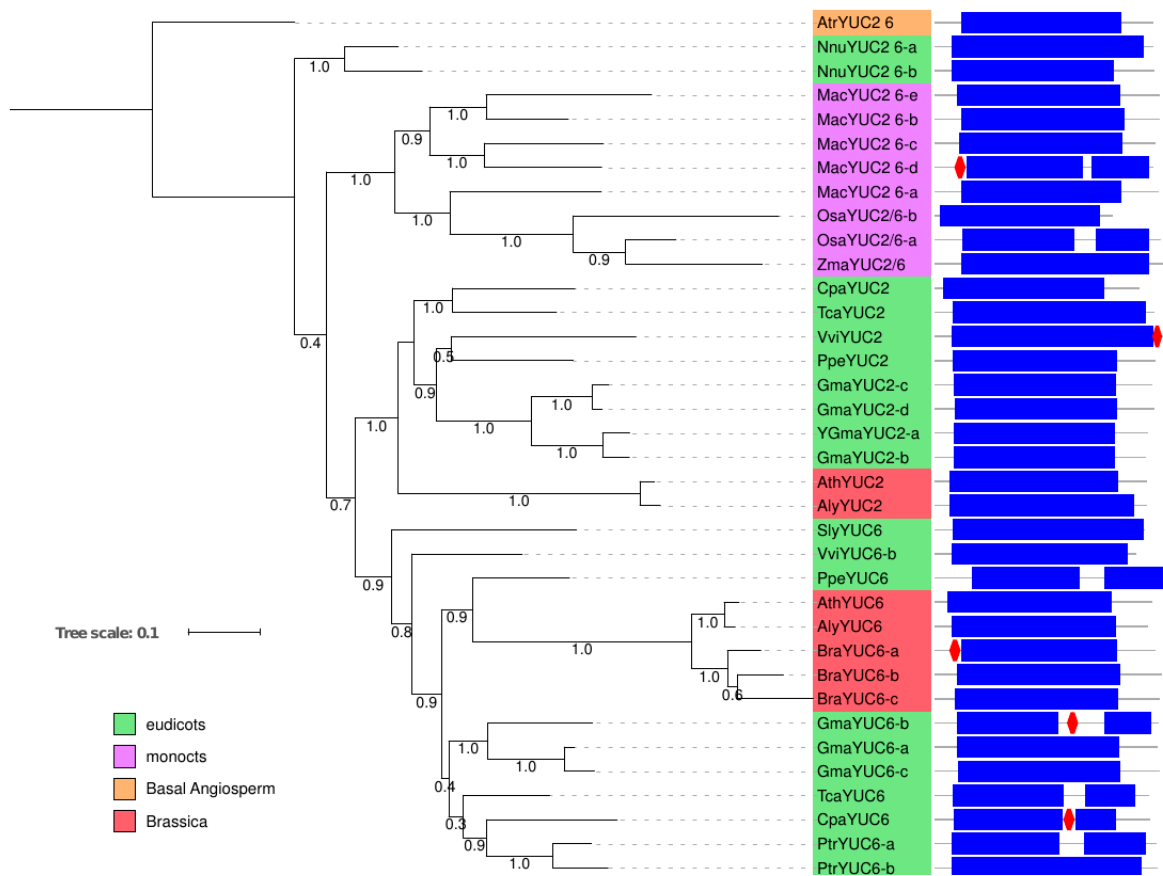 AtrYUC2 6
NnuYUC2 6-a
1.0
NnuYUC2 6-b
MacYUC2 6-e
1.0
MacYUC2 6-b
0.9
MacYUC2 6-c
1.0
MacYUC2 6-d
1.0
MacYUC2 6-a
1.0
OsaYUC2/6-b
1.0
OsaYUC2/6-a
0.9
ZmaYUC2/6
CpaYUC2
1.0
TcaYUC2
VviYUC2
0.4
0.5
PpeYUC2
0.9
GmaYUC2-c
1.0
GmaYUC2-d
1.0
1.0
YGmaYUC2-a
1.0
GmaYUC2-b
AthYUC2
1.0
AlyYUC2
0.7
SlyYUC6
VviYUC6-b
PpeYUC6
0.9
AthYUC6
0.9
1.0
AlyYUC6
0.8
Tree scale: 0.1
1.0
BraYUC6-a
1.0
BraYUC6-b
0.6
BraYUC6-c
0.9
eudicots
GmaYUC6-b
1.0
GmaYUC6-a
monocts
1.0
GmaYUC6-c
0.4
Basal Angiosperm
TcaYUC6
0.3
Brassica
CpaYUC6
0.9
PtrYUC6-a
1.0
PtrYUC6-b